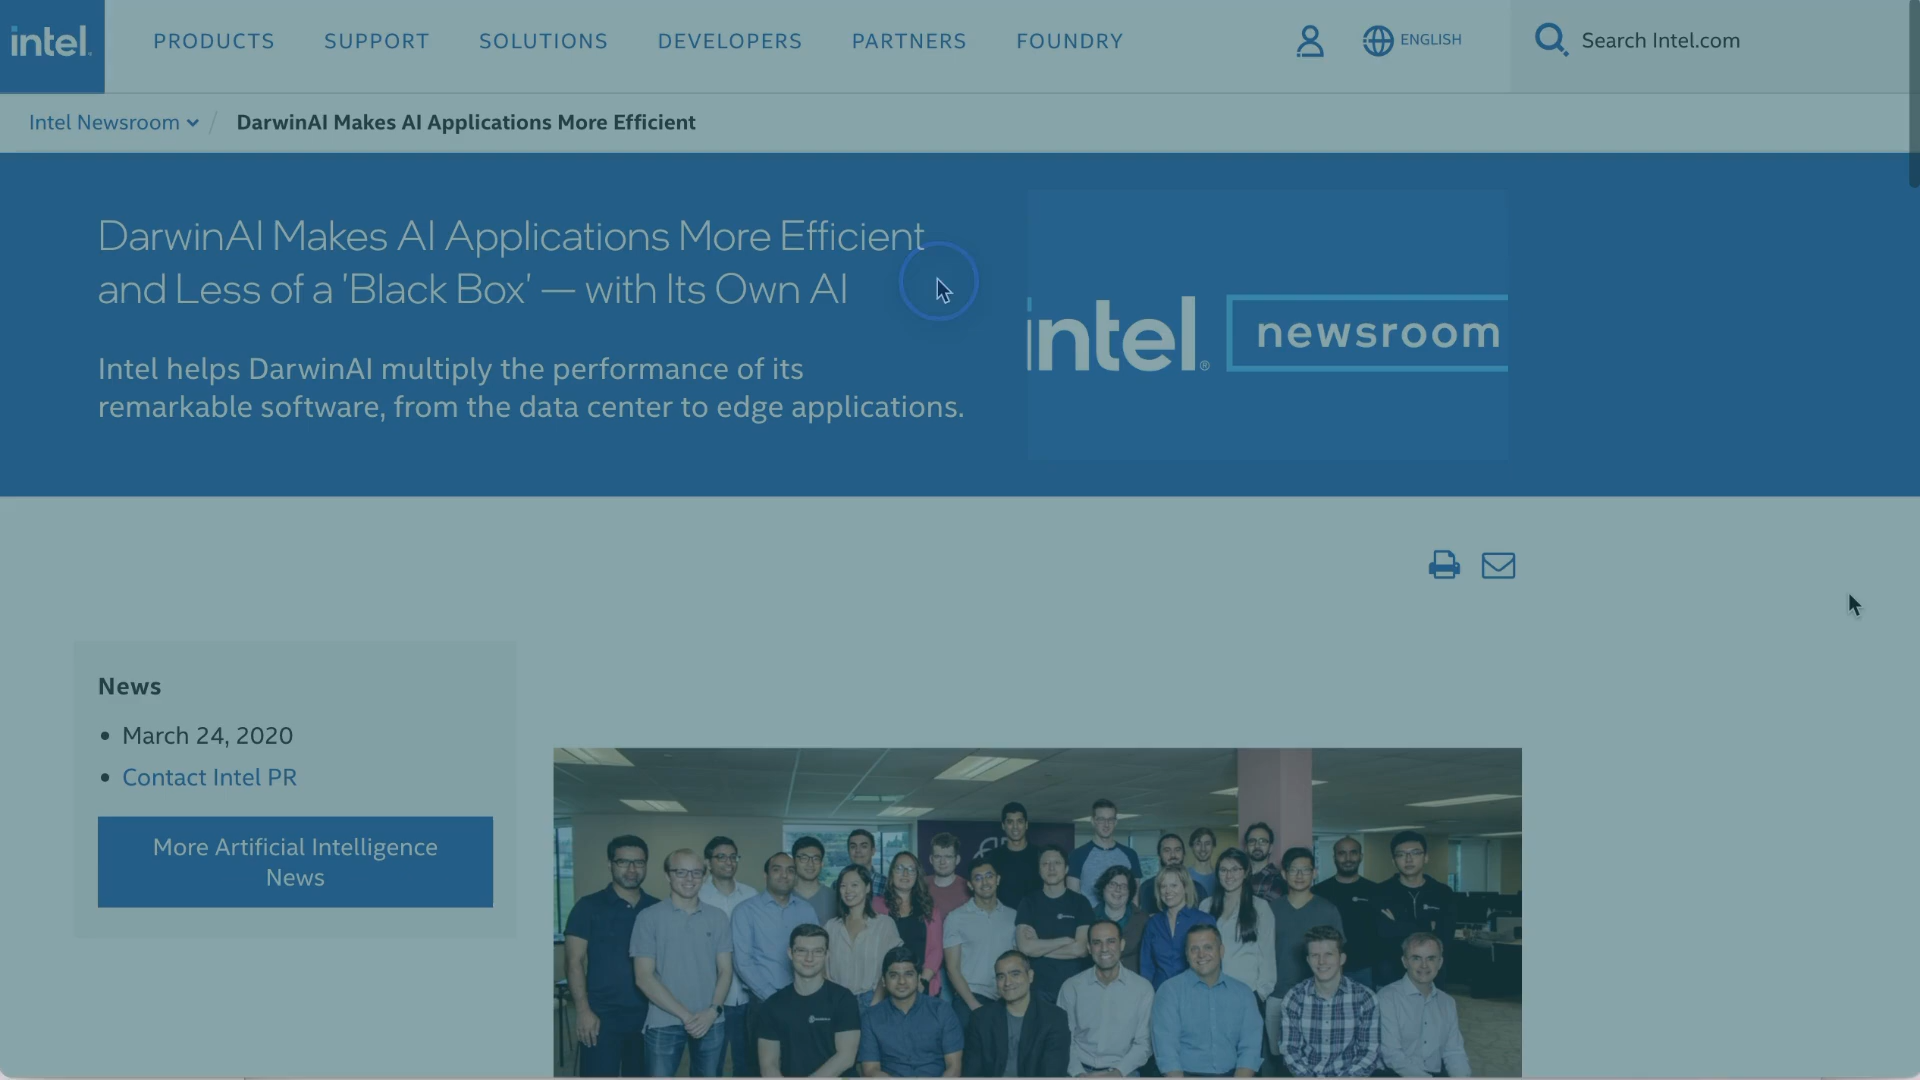 intel.
PRODUCTS
SUPPORT
SOLUTIONS
DEVELOPERS
PARTNERS
FOUNDRY
ENGLISH
Search Intel.com
Intel Newsroom / DarwinAI Makes AI Applications More Efficient
DarwinAI Makes AI Applications More Efficient
and Less of a 'Black Box' — with Its Own AI
Intel helps DarwinAI multiply the performance of its
remarkable software, from the data center to edge applications.
intel® newsroom
News
• March 24, 2020
• Contact Intel PR
More Artificial Intelligence
News